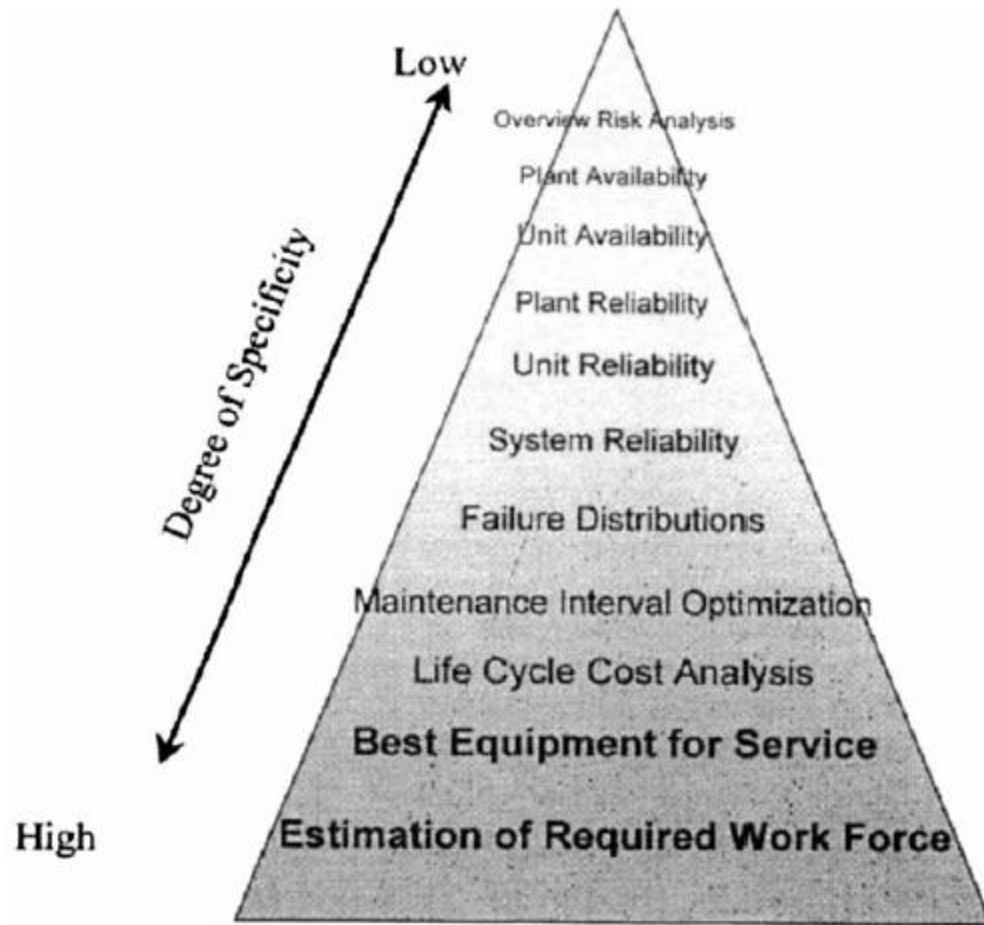 Low
Overview Risk Analysis
Plant Availability
Unit Availability
Degree of Specificity
Plant Reliability
Unit Reliability
System Reliability
Failure Distributions
Maintenance Interval Optimization
Life Cycle Cost Analysis
Best Equipment for Service
High
Estimation of Required Work Force